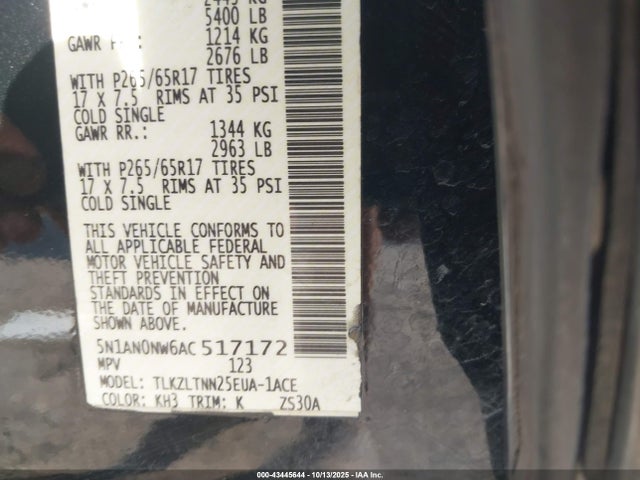 2449 KG
5400 LB
GAWR 1214 KG
2676 LB
WITH P265/65R17 TIRES
17 X 7.5 RIMS AT 35 PSI
COLD SINGLE
GAWR RR.: 1344 KG
2963 LB
WITH P265/65R17 TIRES
17 X 7.5 RIMS AT 35 PSI
COLD SINGLE
THIS VEHICLE CONFORMS TO
ALL APPLICABLE FEDERAL
MOTOR VEHICLE SAFETY AND
THEFT PREVENTION
STANDARDS IN EFFECT ON
THE DATE OF MANUFACTURE
SHOWN ABOVE.
5N1AN0NW6AC 517172
MPV 123
MODEL: TLKZLTNN25EUA-1ACE
COLOR: KH3 TRIM: K ZS30A
000-43445644 | 10/13/2025 | IAA Inc.